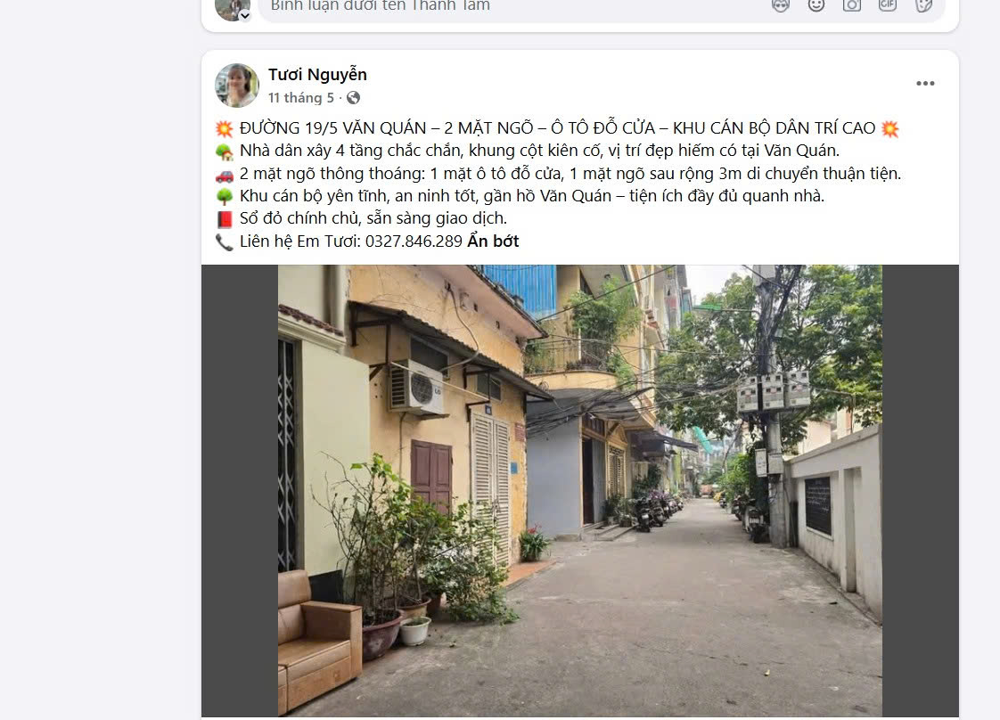 Bình luận dưới tên Thanh Tâm
GIF
Tươi Nguyễn
11 tháng 5 ·
💥 ĐƯỜNG 19/5 VĂN QUÁN – 2 MẶT NGÕ – Ô TÔ ĐỖ CỬA – KHU CÁN BỘ DÂN TRÍ CAO 💥
🏡 Nhà dân xây 4 tầng chắc chắn, khung cột kiên cố, vị trí đẹp hiếm có tại Văn Quán.
🚗 2 mặt ngõ thông thoáng: 1 mặt ô tô đỗ cửa, 1 mặt ngõ sau rộng 3m di chuyển thuận tiện.
🌳 Khu cán bộ yên tĩnh, an ninh tốt, gần hồ Văn Quán – tiện ích đầy đủ quanh nhà.
📕 Sổ đỏ chính chủ, sẵn sàng giao dịch.
📞 Liên hệ Em Tươi: 0327.846.289 Ẩn bớt
LG